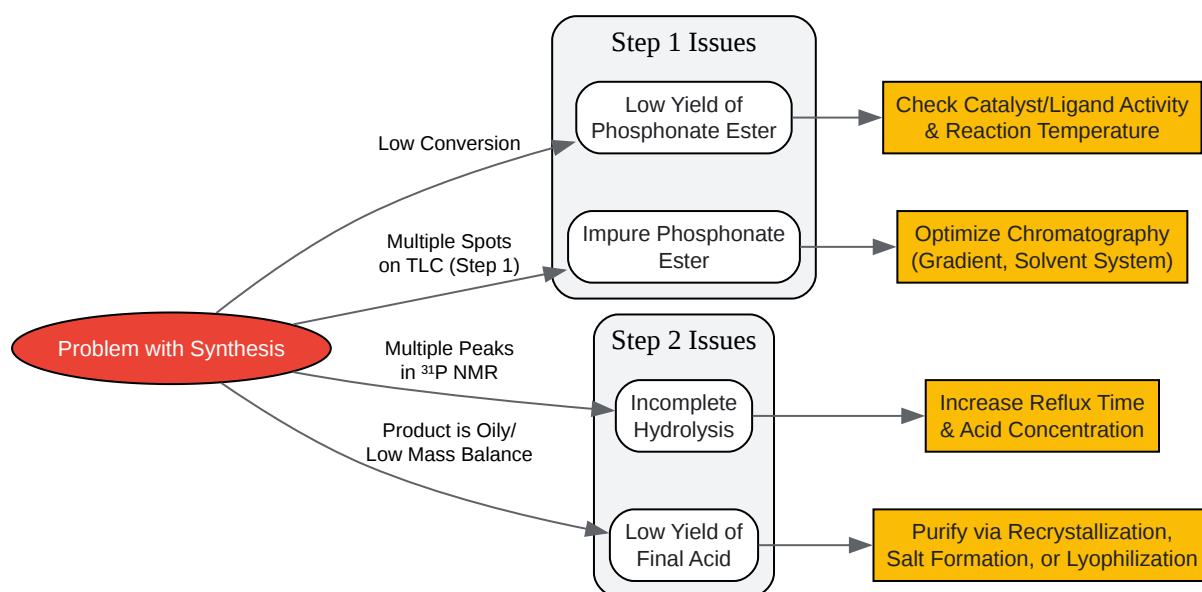 Step 1 Issues
Low Yield of
Phosphonate Ester
Check Catalyst/Ligand Activity
& Reaction Temperature
Low Conversion
Impure Phosphonate
Ester
Optimize Chromatography
(Gradient, Solvent System)
Multiple Spots
on TLC (Step 1)
Problem with Synthesis
Step 2 Issues
Multiple Peaks
in ³¹P NMR
Incomplete
Hydrolysis
Increase Reflux Time
& Acid Concentration
Product is Oily/
Low Mass Balance
Low Yield of
Final Acid
Purify via Recrystallization,
Salt Formation, or Lyophilization